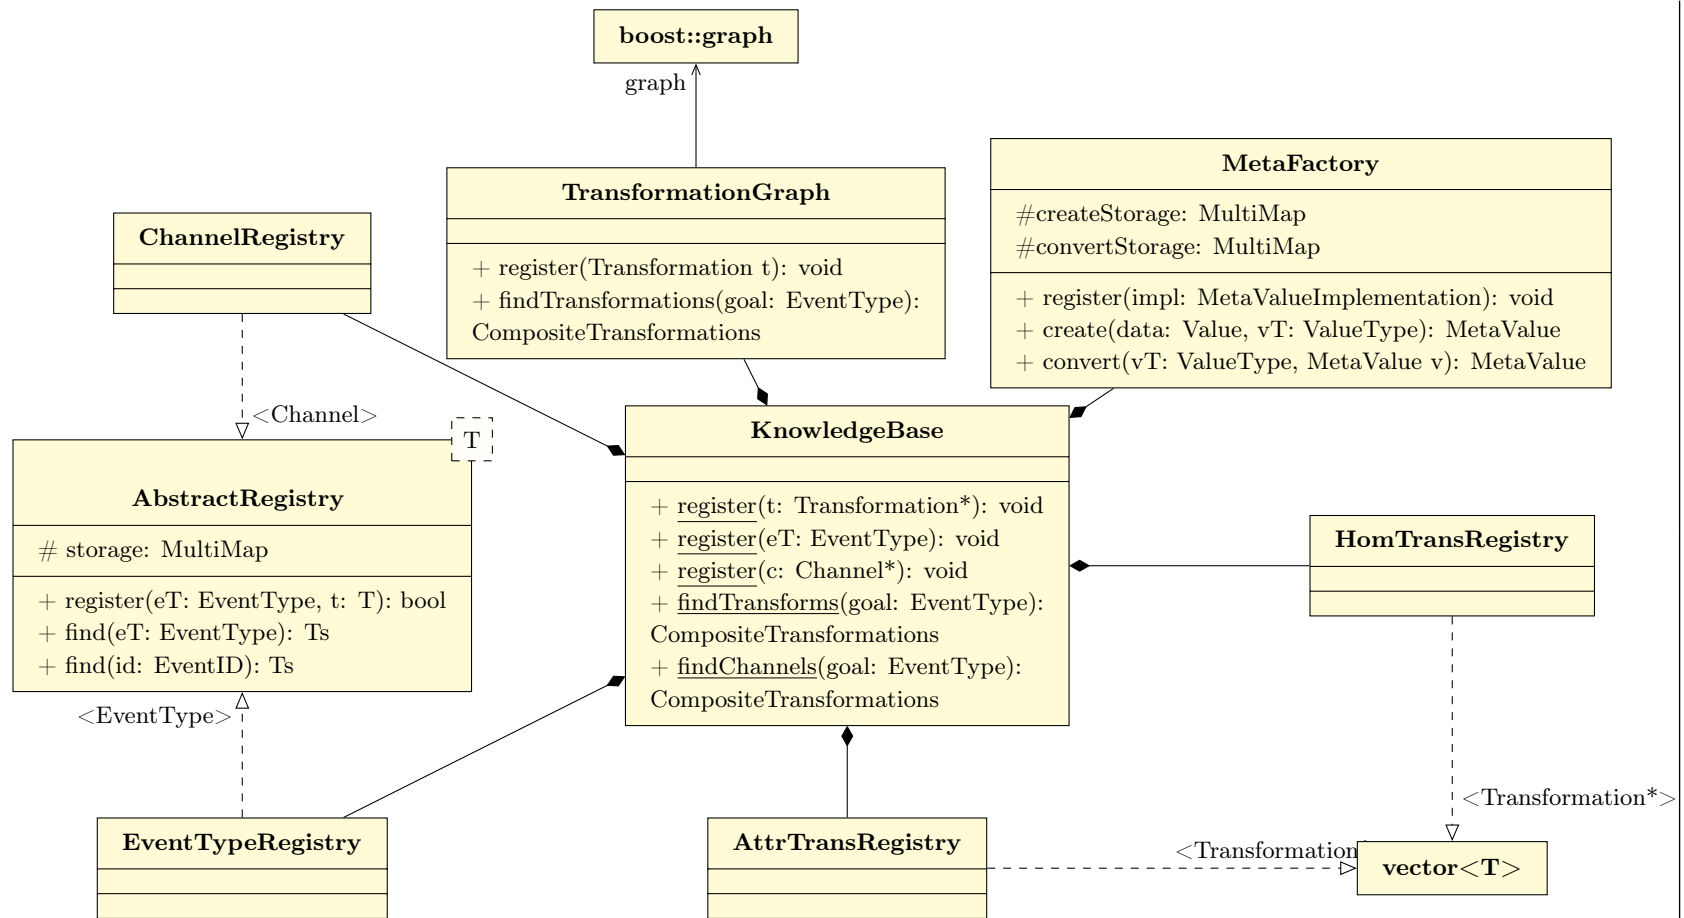 boost::graph
graph
TransformationGraph
+ register(Transformation t): void
+ findTransformations(goal: EventType):
CompositeTransformations
MetaFactory
#createStorage: MultiMap
#convertStorage: MultiMap
+ register(impl: MetaValueImplementation): void
+ create(data: Value, vT: ValueType): MetaValue
+ convert(vT: ValueType, MetaValue v): MetaValue
ChannelRegistry
<Channel>
T
AbstractRegistry
# storage: MultiMap
+ register(eT: EventType, t: T): bool
+ find(eT: EventType): Ts
+ find(id: EventID): Ts
<EventType>
KnowledgeBase
+ register(t: Transformation*): void
+ register(eT: EventType): void
+ register(c: Channel*): void
+ findTransforms(goal: EventType):
CompositeTransformations
+ findChannels(goal: EventType):
CompositeTransformations
HomTransRegistry
<Transformation*>
EventTypeRegistry
AttrTransRegistry
<Transformation
vector<T>